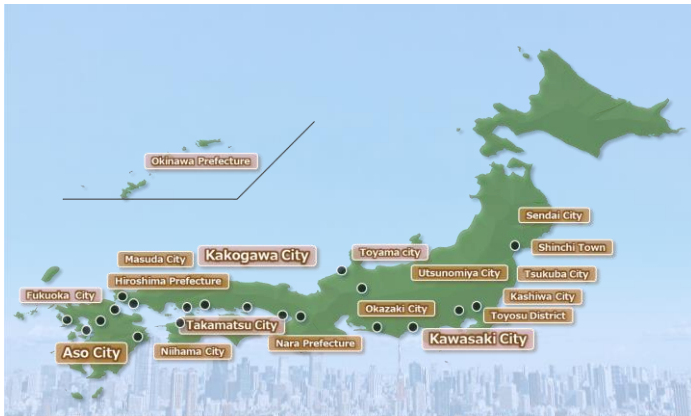 Okinawa Prefecture
Sendai City
Kakogawa City
Toyama city
Shinchi Town
Masuda City
Utsunomiya City
Tsukuba City
Hiroshima Prefecture
Fukuoka City
Kashiwa City
Okazaki City
Toyosu District
Takamatsu City
Kawasaki City
Nara Prefecture
Aso City
Niihama City